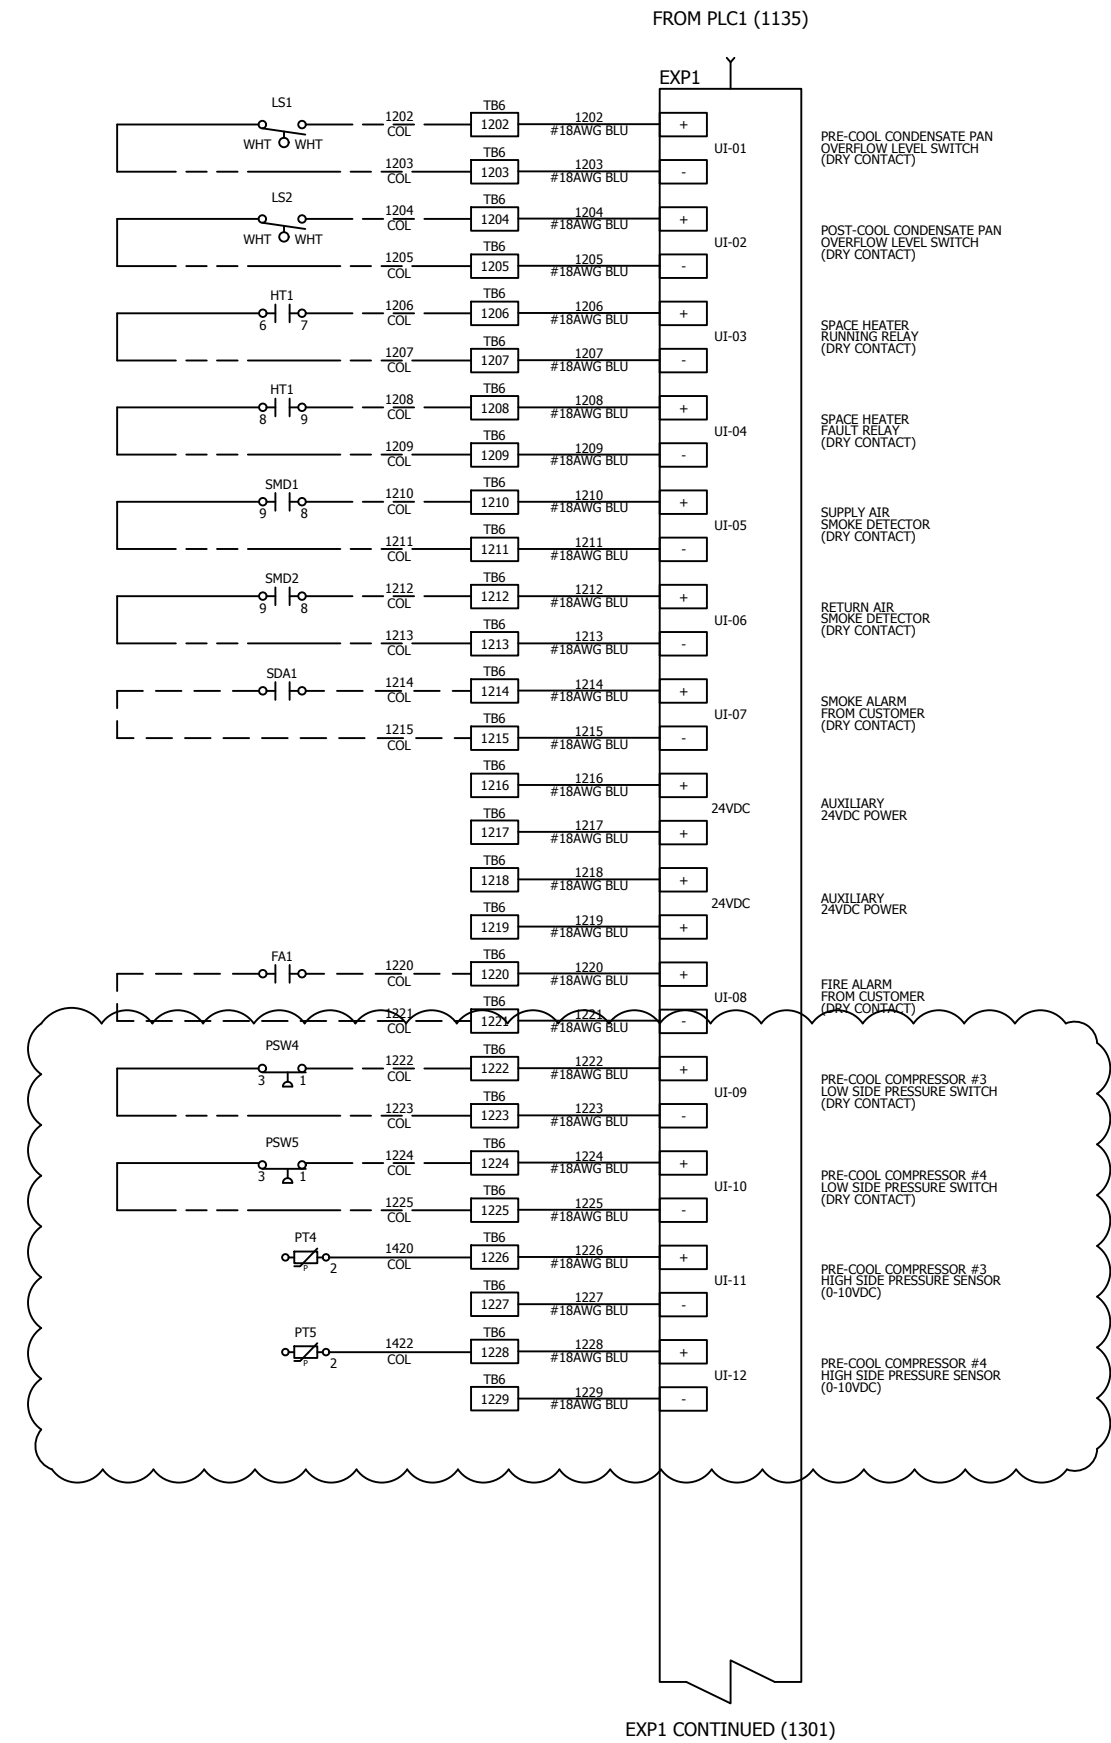 FROM PLC1 (1135)
EXP1
LS1
WHT WHT
1202
COL
TB6
1202
1202
#18AWG BLU
+
UI-01
PRE-COOL CONDENSATE PAN
OVERFLOW LEVEL SWITCH
(DRY CONTACT)
1203
COL
TB6
1203
1203
#18AWG BLU
-
LS2
WHT WHT
1204
COL
TB6
1204
1204
#18AWG BLU
+
UI-02
POST-COOL CONDENSATE PAN
OVERFLOW LEVEL SWITCH
(DRY CONTACT)
1205
COL
TB6
1205
1205
#18AWG BLU
-
HT1
6 7
1206
COL
TB6
1206
1206
#18AWG BLU
+
UI-03
SPACE HEATER
RUNNING RELAY
(DRY CONTACT)
1207
COL
TB6
1207
1207
#18AWG BLU
-
HT1
8 9
1208
COL
TB6
1208
1208
#18AWG BLU
+
UI-04
SPACE HEATER
FAULT RELAY
(DRY CONTACT)
1209
COL
TB6
1209
1209
#18AWG BLU
-
SMD1
9 8
1210
COL
TB6
1210
1210
#18AWG BLU
+
UI-05
SUPPLY AIR
SMOKE DETECTOR
(DRY CONTACT)
1211
COL
TB6
1211
1211
#18AWG BLU
-
SMD2
9 8
1212
COL
TB6
1212
1212
#18AWG BLU
+
UI-06
RETURN AIR
SMOKE DETECTOR
(DRY CONTACT)
1213
COL
TB6
1213
1213
#18AWG BLU
-
SDA1
1214
COL
TB6
1214
1214
#18AWG BLU
+
UI-07
SMOKE ALARM
FROM CUSTOMER
(DRY CONTACT)
1215
COL
TB6
1215
1215
#18AWG BLU
-
TB6
1216
1216
#18AWG BLU
+
24VDC
AUXILIARY
24VDC POWER
TB6
1217
1217
#18AWG BLU
+
TB6
1218
1218
#18AWG BLU
+
24VDC
AUXILIARY
24VDC POWER
TB6
1219
1219
#18AWG BLU
+
FA1
1220
COL
TB6
1220
1220
#18AWG BLU
+
UI-08
FIRE ALARM
FROM CUSTOMER
(DRY CONTACT)
1221
COL
TB6
1221
1221
#18AWG BLU
-
PSW4
3 1
1222
COL
TB6
1222
1222
#18AWG BLU
+
UI-09
PRE-COOL COMPRESSOR #3
LOW SIDE PRESSURE SWITCH
(DRY CONTACT)
1223
COL
TB6
1223
1223
#18AWG BLU
-
PSW5
3 1
1224
COL
TB6
1224
1224
#18AWG BLU
+
UI-10
PRE-COOL COMPRESSOR #4
LOW SIDE PRESSURE SWITCH
(DRY CONTACT)
1225
COL
TB6
1225
1225
#18AWG BLU
-
PT4
P 2
1420
COL
TB6
1226
1226
#18AWG BLU
+
UI-11
PRE-COOL COMPRESSOR #3
HIGH SIDE PRESSURE SENSOR
(0-10VDC)
TB6
1227
1227
#18AWG BLU
-
PT5
P 2
1422
COL
TB6
1228
1228
#18AWG BLU
+
UI-12
PRE-COOL COMPRESSOR #4
HIGH SIDE PRESSURE SENSOR
(0-10VDC)
TB6
1229
1229
#18AWG BLU
-
EXP1 CONTINUED (1301)